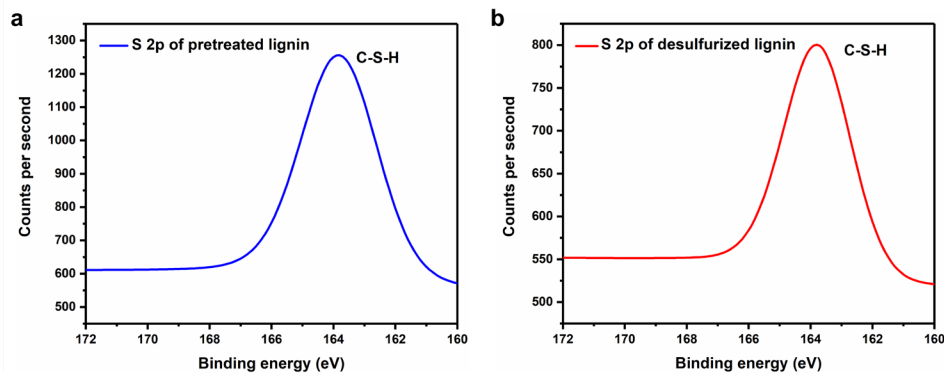 a
S 2p of pretreated lignin
C-S-H
Counts per second
1300
1200
1100
1000
900
800
700
600
500
172 170 168 166 164 162 160
Binding energy (eV)
b
S 2p of desulfurized lignin
C-S-H
Counts per second
800
750
700
650
600
550
500
172 170 168 166 164 162 160
Binding energy (eV)